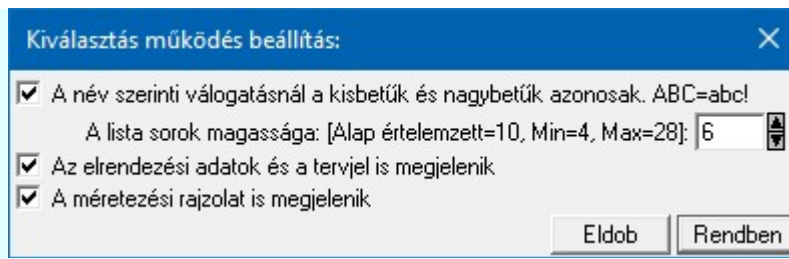 Kiválasztás működés beállítás:
A név szerinti válogatásnál a kisbetűk és nagybetűk azonosak. ABC=abc!
A lista sorok magassága: [Alap értelemzett=10, Min=4, Max=28]: 6
Az elrendezési adatok és a tervjel is megjelenik
A méretezési rajzolat is megjelenik
Eldob Rendben